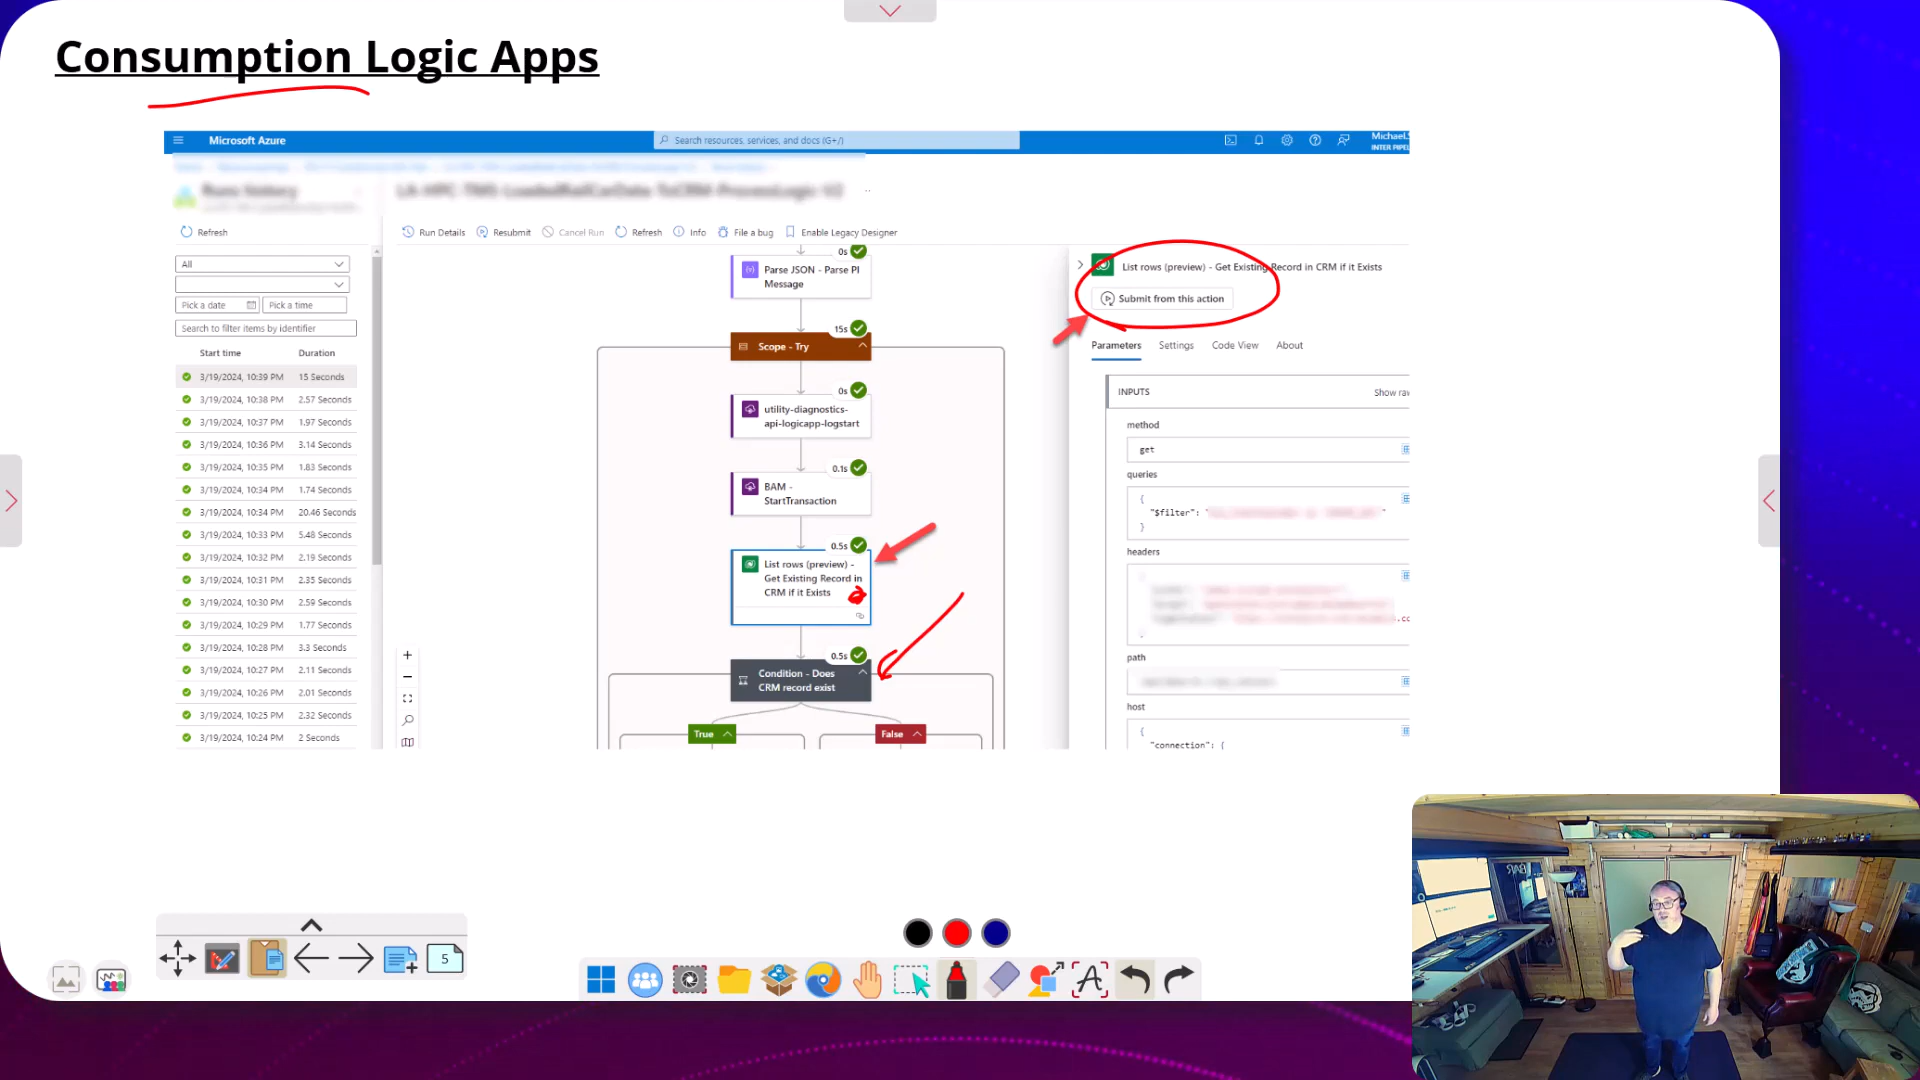 Consumption Logic Apps
Microsoft Azure
Search resources, services, and docs (G+/)
Michael.S
INTER PIPEL
Runs history
Refresh
Run Details
Resubmit
Cancel Run
Refresh
Info
File a bug
Enable Legacy Designer
All
Pick a date
Pick a time
Search to filter items by identifier
Start time Duration
3/19/2024, 10:39 PM 15 Seconds
3/19/2024, 10:38 PM 2.57 Seconds
3/19/2024, 10:37 PM 1.97 Seconds
3/19/2024, 10:36 PM 3.14 Seconds
3/19/2024, 10:35 PM 1.83 Seconds
3/19/2024, 10:34 PM 1.74 Seconds
3/19/2024, 10:34 PM 20.46 Seconds
3/19/2024, 10:33 PM 5.48 Seconds
3/19/2024, 10:32 PM 2.19 Seconds
3/19/2024, 10:31 PM 2.35 Seconds
3/19/2024, 10:30 PM 2.59 Seconds
3/19/2024, 10:29 PM 1.77 Seconds
3/19/2024, 10:28 PM 3.3 Seconds
3/19/2024, 10:27 PM 2.11 Seconds
3/19/2024, 10:26 PM 2.01 Seconds
3/19/2024, 10:25 PM 2.32 Seconds
3/19/2024, 10:24 PM 2 Seconds
0s
Parse JSON - Parse PI
Message
15s
Scope - Try
0s
utility-diagnostics-
api-logicapp-logstart
0.1s
BAM -
StartTransaction
0.5s
List rows (preview) -
Get Existing Record in
CRM if it Exists
0.5s
Condition - Does
CRM record exist
True
False
List rows (preview) - Get Existing Record in CRM if it Exists
Submit from this action
Parameters Settings Code View About
INPUTS
Show raw
method
get
queries
{
"$filter": "
}
headers
path
host
{
"connection": {
5